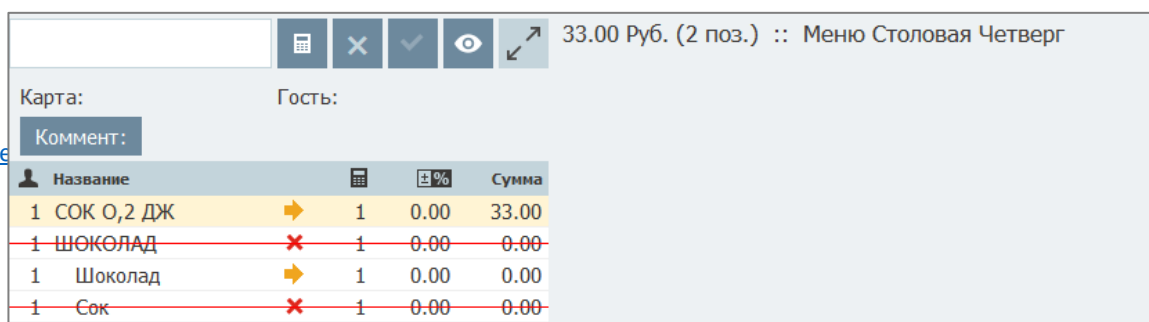 33.00 Руб. (2 поз.) :: Меню Столовая Четверг
Карта: Гость:
Коммент:
е
Название ±% Сумма
1 СОК О,2 ДЖ 1 0.00 33.00
1 ШОКОЛАД 1 0.00 0.00
1 Шоколад 1 0.00 0.00
1 Сок 1 0.00 0.00